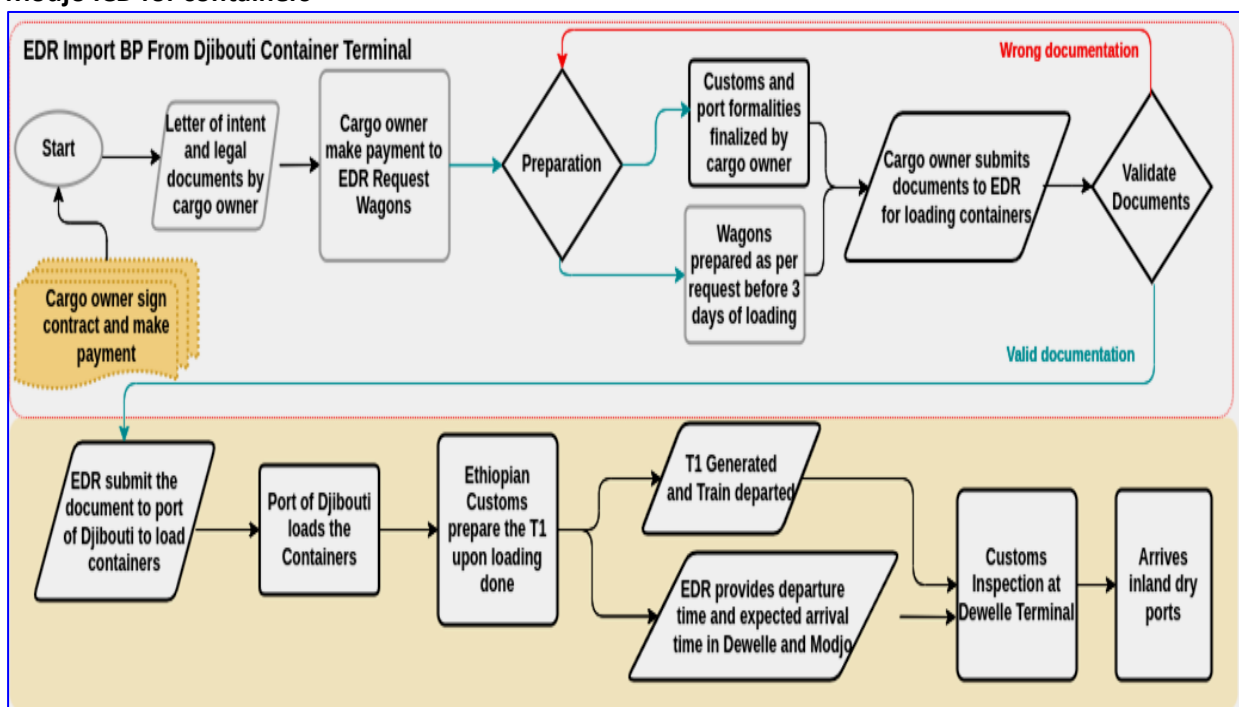 Modjo ICD for containers
EDR Import BP From Djibouti Container Terminal
Wrong documentation
Start
Letter of intent
and legal
documents by
cargo owner
Cargo owner
make payment to
EDR Request
Wagons
Preparation
Customs and
port formalities
finalized by
cargo owner
Wagons
prepared as per
request before 3
days of loading
Cargo owner submits
documents to EDR
for loading containers
Validate
Documents
Cargo owner sign
contract and make
payment
Valid documentation
EDR submit the
document to port
of Djibouti to load
containers
Port of Djibouti
loads the
Containers
Ethiopian
Customs
prepare the T1
upon loading
done
T1 Generated
and Train departed
EDR provides departure
time and expected arrival
time in Dewelle and Modjo
Customs
Inspection at
Dewelle Terminal
Arrives
inland dry
ports